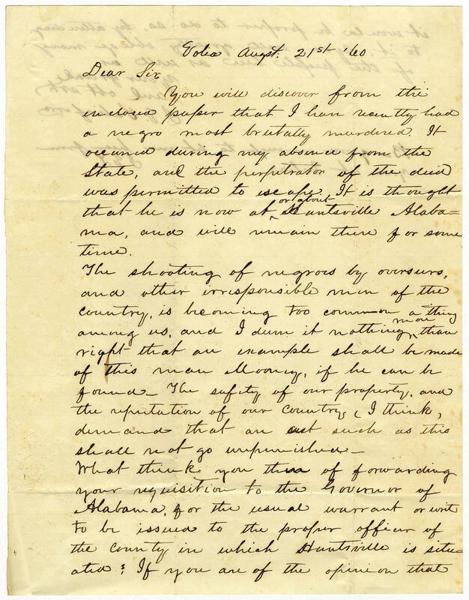 Tolea Augst. 21st '60
Dear Sir
You will discover from the
inclosed paper that I have recently had
a negro most brutally murdered. It
occured during my absence from the
State, and the perpetrator of the deed
was permitted to escape. It is thought
that he is now at or about Huntsville Alaba-
ma, and will remain there for some
time.
The shooting of negroes by overseers,
and other irresponsible men of the
country, is becoming too common a thing
among us, and I deem it nothing more than
right that an example shall be made
of this man Mooney, if he can be
found - The safety of our property, and
the reputation of our country, I think,
demand that an act such as this
shall not go unpunished -
What think you then of forwarding
your requisition to the Governor of
Alabama, for the usual warrant or writ
to be issued to the proper officer of
the county in which Huntsville is situ-
ated? If you are of the opinion that